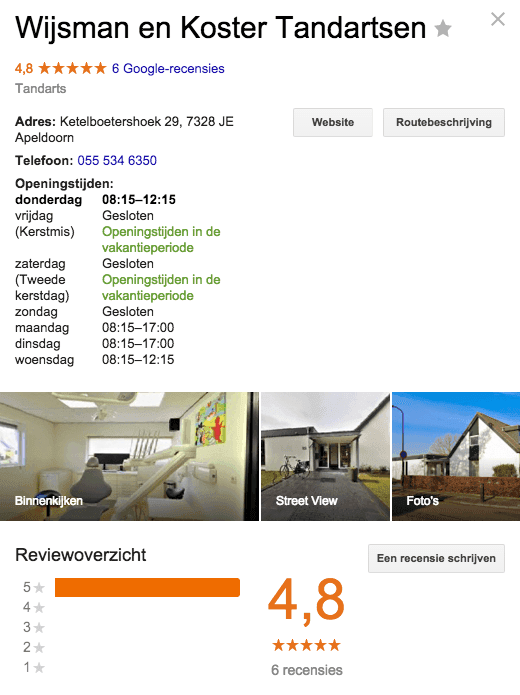 Wijsman en Koster Tandartsen
4,8 6 Google-recensies
Tandarts
Adres: Ketelboetershoek 29, 7328 JE
Apeldoorn
Website
Routebeschrijving
Telefoon: 055 534 6350
Openingstijden:
donderdag 08:15–12:15
vrijdag Gesloten
(Kerstmis) Openingstijden in de
vakantieperiode
zaterdag Gesloten
(Tweede Openingstijden in de
kerstdag) vakantieperiode
zondag Gesloten
maandag 08:15–17:00
dinsdag 08:15–17:00
woensdag 08:15–12:15
Binnenkijken
Street View
Foto's
Reviewoverzicht
Een recensie schrijven
5
4
3
2
1
4,8
6 recensies